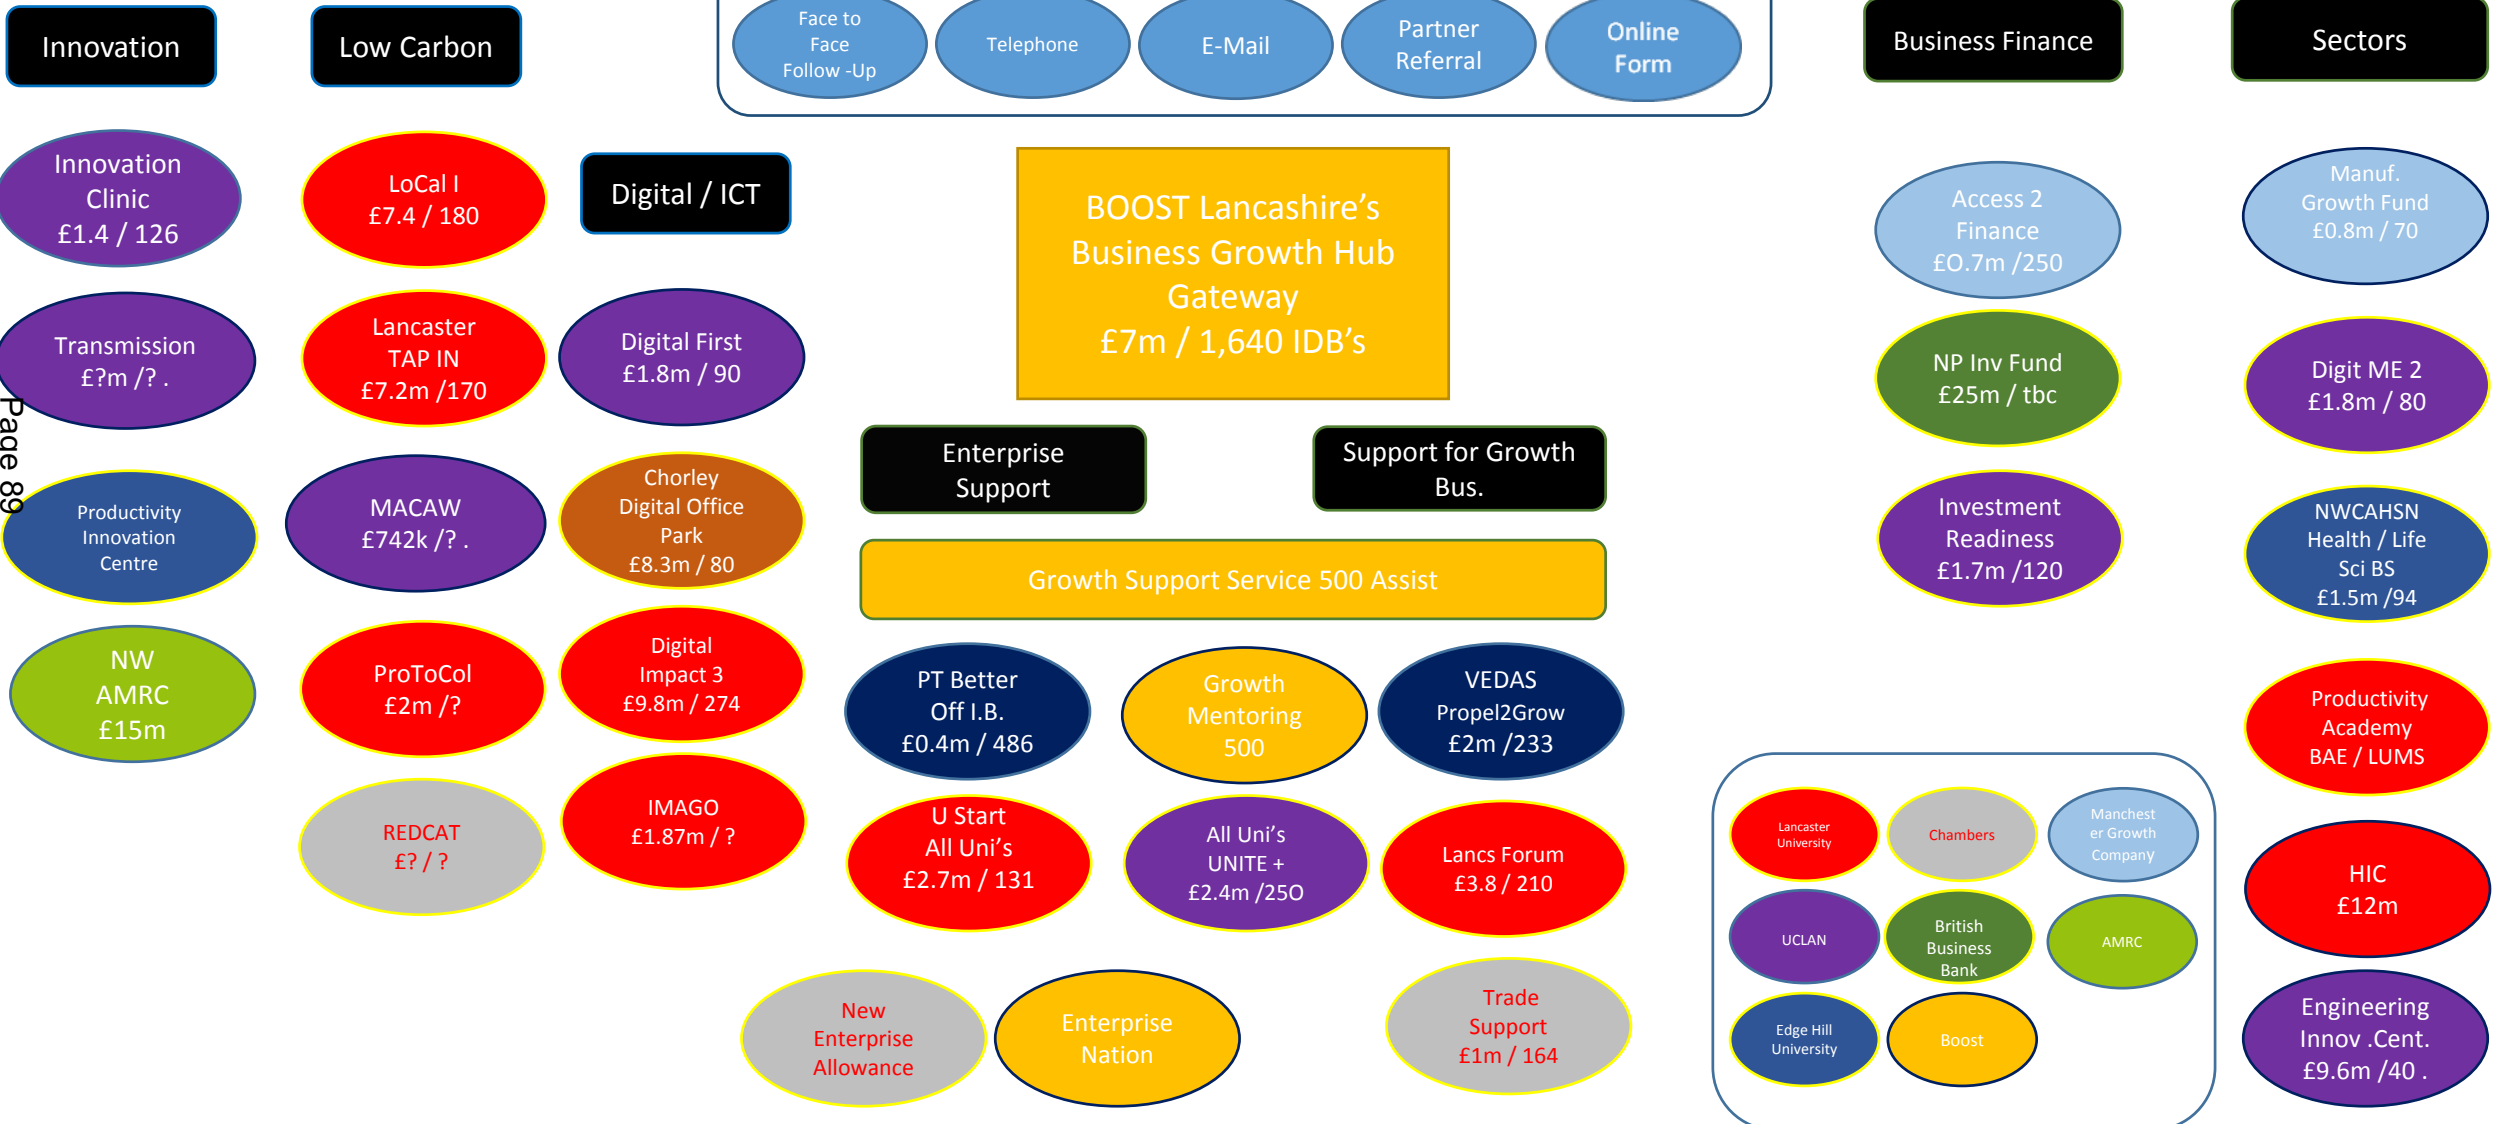 Innovation
Low Carbon
Face to
Face
Follow -Up
Telephone
E-Mail
Partner
Referral
Online
Form
Business Finance
Sectors
Innovation
Clinic
£1.4 / 126
Transmission
£?m /? .
Productivity
Innovation
Centre
NW
AMRC
£15m
Page 89
LoCal I
£7.4 / 180
Lancaster
TAP IN
£7.2m /170
MACAW
£742k /? .
ProToCol
£2m /?
REDCAT
£? / ?
Digital / ICT
Digital First
£1.8m / 90
Chorley
Digital Office
Park
£8.3m / 80
Digital
Impact 3
£9.8m / 274
IMAGO
£1.87m / ?
BOOST Lancashire’s
Business Growth Hub
Gateway
£7m / 1,640 IDB’s
Enterprise
Support
Support for Growth
Bus.
Growth Support Service 500 Assist
PT Better
Off I.B.
£0.4m / 486
Growth
Mentoring
500
VEDAS
Propel2Grow
£2m /233
U Start
All Uni’s
£2.7m / 131
All Uni’s
UNITE +
£2.4m /25O
Lancs Forum
£3.8 / 210
New
Enterprise
Allowance
Enterprise
Nation
Trade
Support
£1m / 164
Access 2
Finance
£O.7m /250
NP Inv Fund
£25m / tbc
Investment
Readiness
£1.7m /120
Manuf.
Growth Fund
£0.8m / 70
Digit ME 2
£1.8m / 80
NWCAHSN
Health / Life
Sci BS
£1.5m /94
Productivity
Academy
BAE / LUMS
HIC
£12m
Engineering
Innov .Cent.
£9.6m /40 .
Lancaster
University
Chambers
Manchest
er Growth
Company
UCLAN
British
Business
Bank
AMRC
Edge Hill
University
Boost